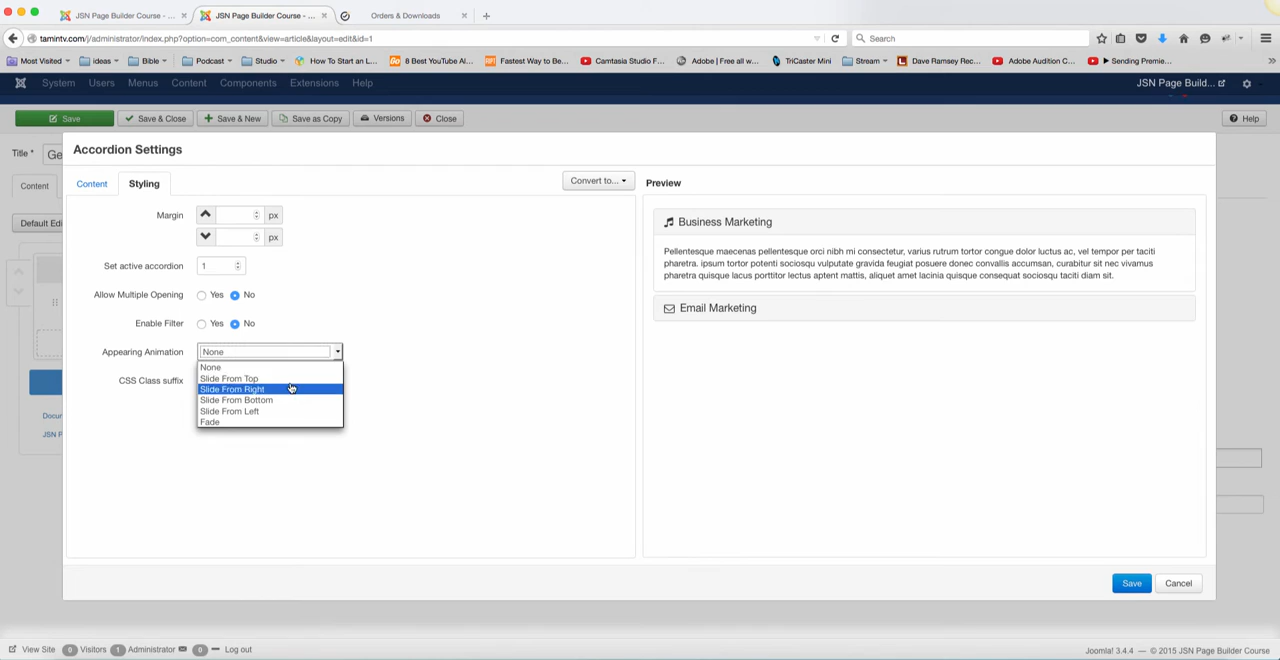 JSN Page Builder Course - ... ×
JSN Page Builder Course - ... ×
Orders & Downloads ×
tamintv.com/j/administrator/index.php?option=com_content&view=article&layout=edit&id=1
Search
Most Visited
ideas
Bible
Podcast
Studio
How To Start an L...
8 Best YouTube Al...
Fastest Way to Be...
Camtasia Studio F...
Adobe | Free all w...
TriCaster Mini
Stream
Dave Ramsey Rec...
Adobe Audition C...
▶ Sending Premie...
System Users Menus Content Components Extensions Help
JSN Page Build...
Save
Save & Close
Save & New
Save as Copy
Versions
Close
Help
Title *
Ge
Content
Default Edi
Docum
JSN P
Accordion Settings
Content
Styling
Convert to...
Preview
Margin
px
px
Set active accordion
1
Allow Multiple Opening
Yes No
Enable Filter
Yes No
Appearing Animation
None
None
Slide From Top
Slide From Right
Slide From Bottom
Slide From Left
Fade
CSS Class suffix
Business Marketing
Pellentesque maecenas pellentesque orci nibh mi consectetur, varius rutrum tortor congue dolor luctus ac, vel tempor per taciti
pharetra. ipsum tortor potenti sociosqu vulputate gravida feugiat posuere donec convallis accumsan, curabitur sit nec vivamus
pharetra quisque lacus porttitor lectus aptent mattis, aliquet amet lacinia quisque consequat sociosqu taciti diam sit.
Email Marketing
Save
Cancel
View Site 0 Visitors 1 Administrator 0 Log out
Joomla! 3.4.4 — © 2015 JSN Page Builder Course